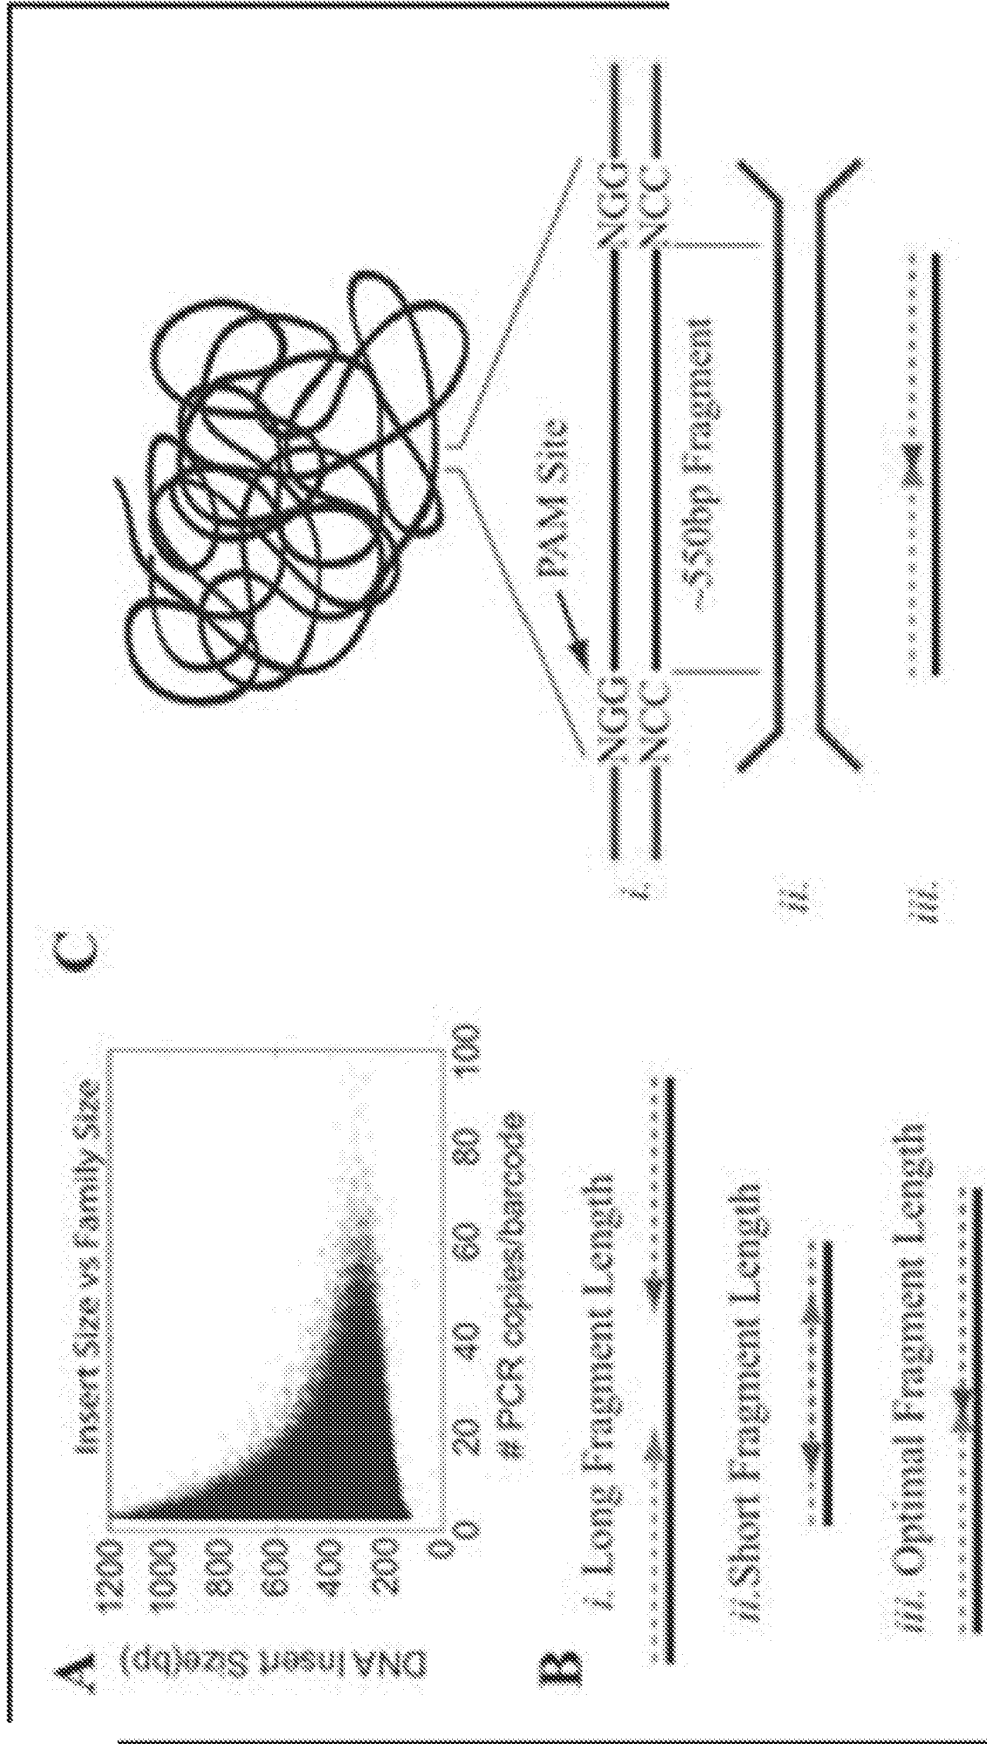 A
Insert Size vs Family Size
DNA Insert Size(bp)
1200
1000
800
600
400
200
0
0 20 40 60 80 100
# PCR copies/barcode
B
i. Long Fragment Length
ii.Short Fragment Length
iii. Optimal Fragment Length
C
PAM Site
i.
NGG NGG
NCC NCC
~550bp Fragment
ii.
iii.